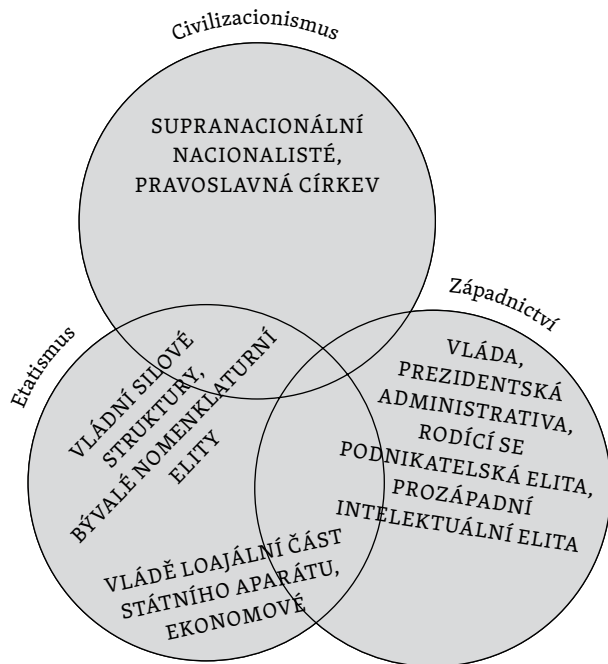 Civilizacionismus
SUPRANACIONÁLNÍ
NACIONALISTÉ,
PRAVOSLAVNÁ CÍRKEV
Etatismus
VLÁDNÍ SILOVÉ
STRUKTURY,
BÝVALÉ NOMENKLATURNÍ
ELITY
Západnictví
VLÁDA,
PREZIDENTSKÁ
ADMINISTRATIVA,
RODÍCÍ SE
PODNIKATELSKÁ ELITA,
PROZÁPADNÍ
INTELEKTUÁLNÍ ELITA
VLÁDĚ LOAJÁLNÍ ČÁST
STÁTNÍHO APARÁTU,
EKONOMOVÉ